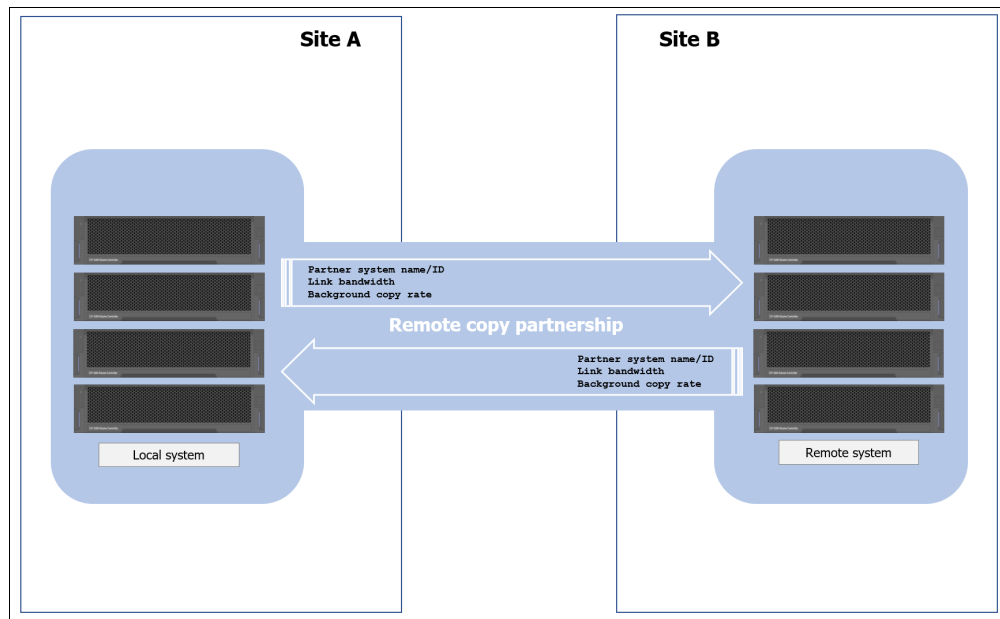 Site A
Site B
Partner system name/ID
Link bandwidth
Background copy rate
Remote copy partnership
Partner system name/ID
Link bandwidth
Background copy rate
Local system
Remote system